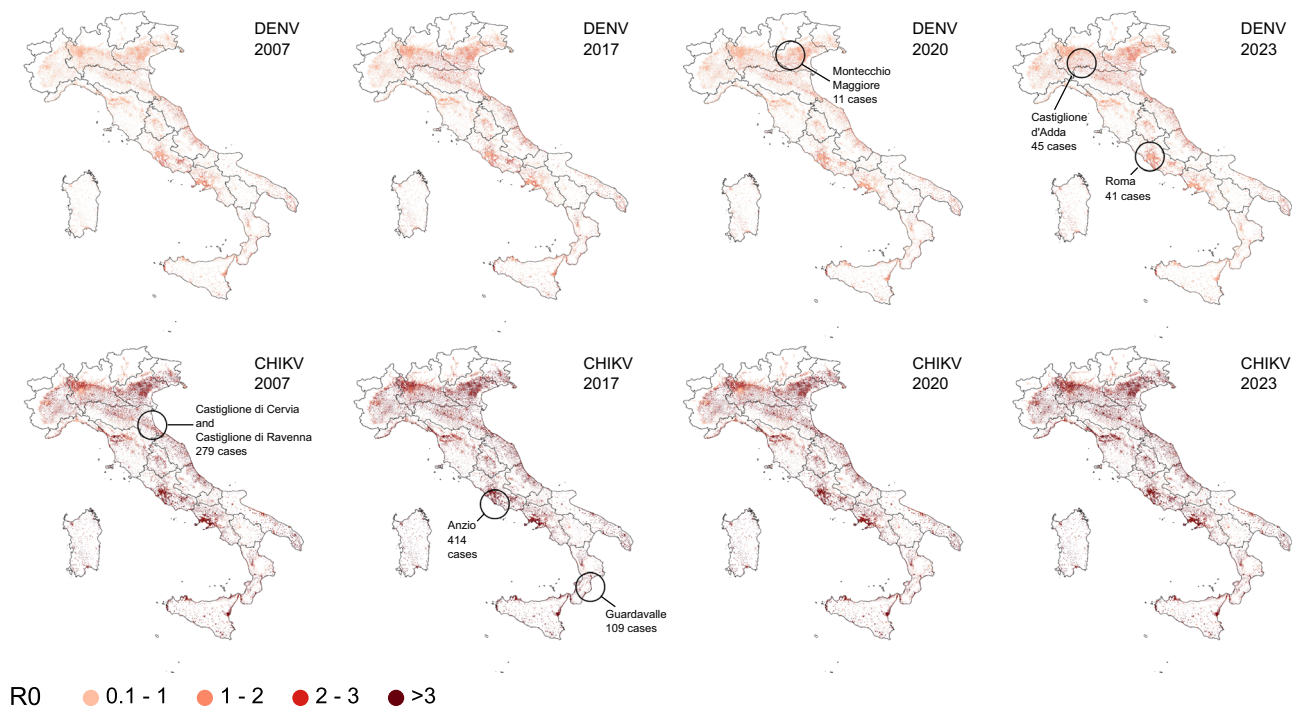 DENV
2007
DENV
2017
DENV
2020
Montecchio
Maggiore
11 cases
DENV
2023
Castiglione
d'Adda
45 cases
Roma
41 cases
CHIKV
2007
Castiglione di Cervia
and
Castiglione di Ravenna
279 cases
CHIKV
2017
Anzio
414
cases
Guardavalle
109 cases
CHIKV
2020
CHIKV
2023
R0 0.1 - 1 1 - 2 2 - 3 >3